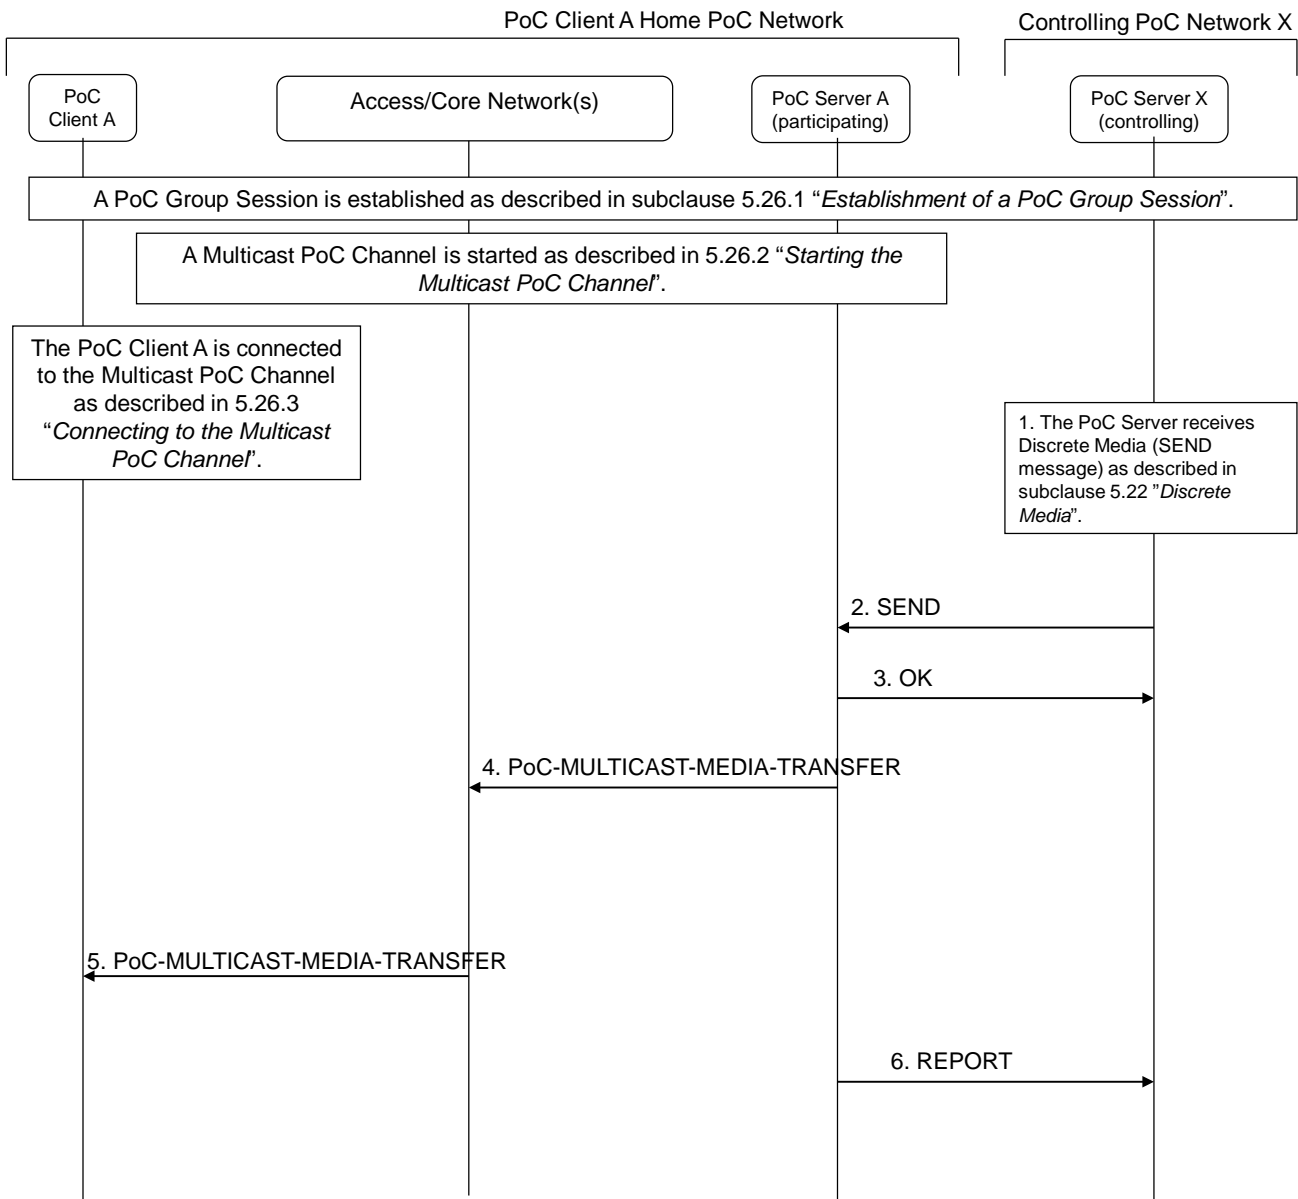 PoC Client A Home PoC Network
Controlling PoC Network X
PoC
Client A
Access/Core Network(s)
PoC Server A
(participating)
PoC Server X
(controlling)
A PoC Group Session is established as described in subclause 5.26.1 “Establishment of a PoC Group Session”.
A Multicast PoC Channel is started as described in 5.26.2 “Starting the
Multicast PoC Channel”.
The PoC Client A is connected
to the Multicast PoC Channel
as described in 5.26.3
“Connecting to the Multicast
PoC Channel”.
1. The PoC Server receives
Discrete Media (SEND
message) as described in
subclause 5.22 ”Discrete
Media”.
2. SEND
3. OK
4. PoC-MULTICAST-MEDIA-TRANSFER
5. PoC-MULTICAST-MEDIA-TRANSFER
6. REPORT